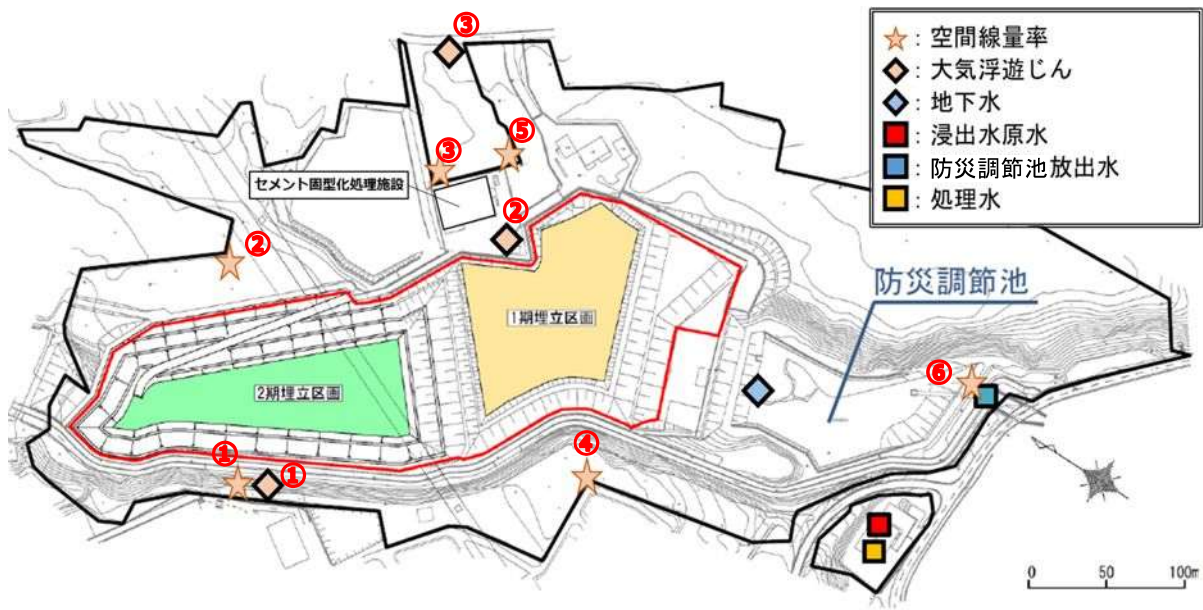 ③
：空間線量率
：大気浮遊じん
：地下水
：浸出水原水
：防災調節池放出水
：処理水
⑤
③
セメント固型化処理施設
②
②
防災調節池
1期埋立区画
⑥
2期埋立区画
④
①
①
0 50 100m